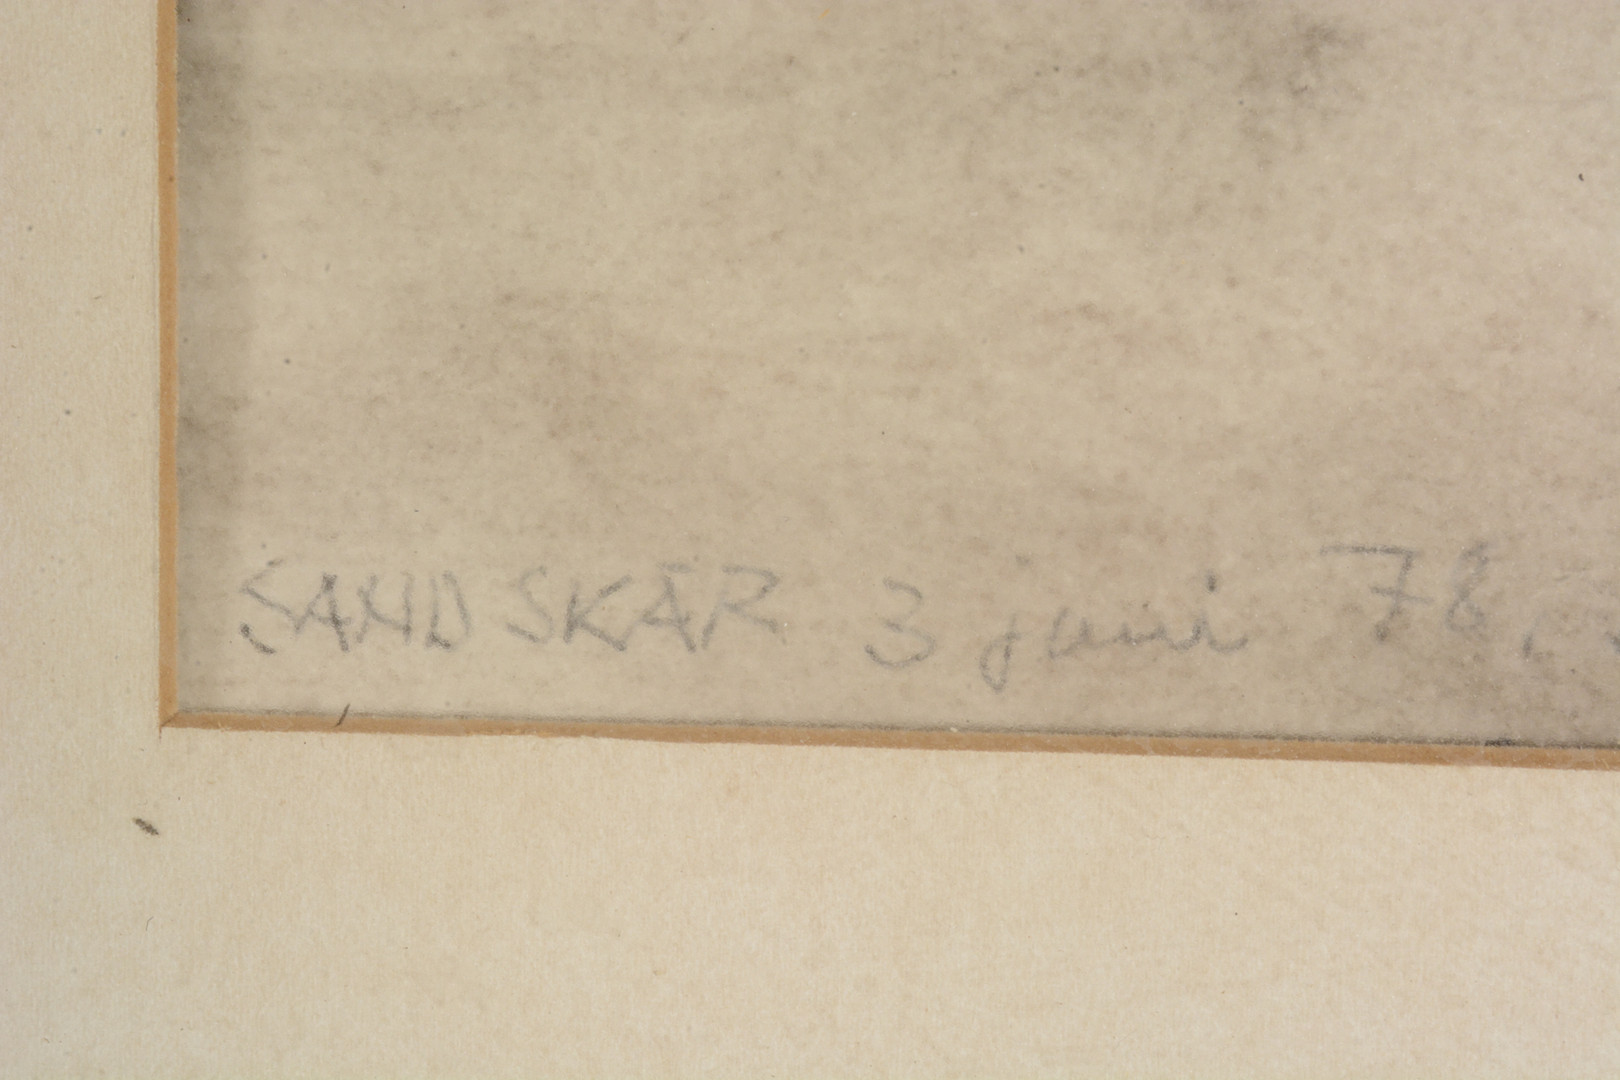 SANDSKÄR 3 juni 78.